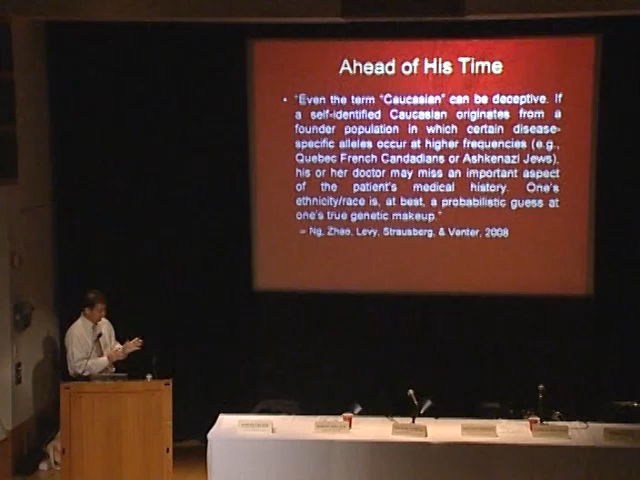 Ahead of His Time
• "Even the term "Caucasian" can be deceptive. If
a self-identified Caucasian originates from a
founder population in which certain disease-
specific alleles occur at higher frequencies (e.g.,
Quebec French Candadians or Ashkenazi Jews),
his or her doctor may miss an important aspect
of the patient's medical history. One's
ethnicity/race is, at best, a probabilistic guess at
one's true genetic makeup."
– Ng, Zhao, Levy, Strausberg, & Venter, 2008